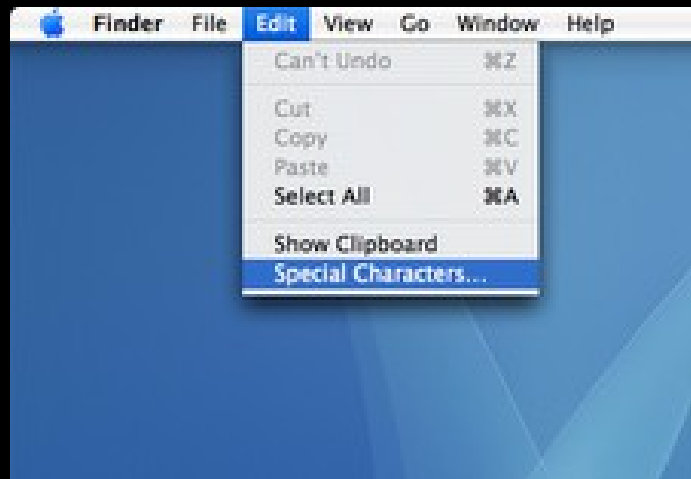 Finder File Edit View Go Window Help
Can't Undo ⌘Z
Cut ⌘X
Copy ⌘C
Paste ⌘V
Select All ⌘A
Show Clipboard
Special Characters...